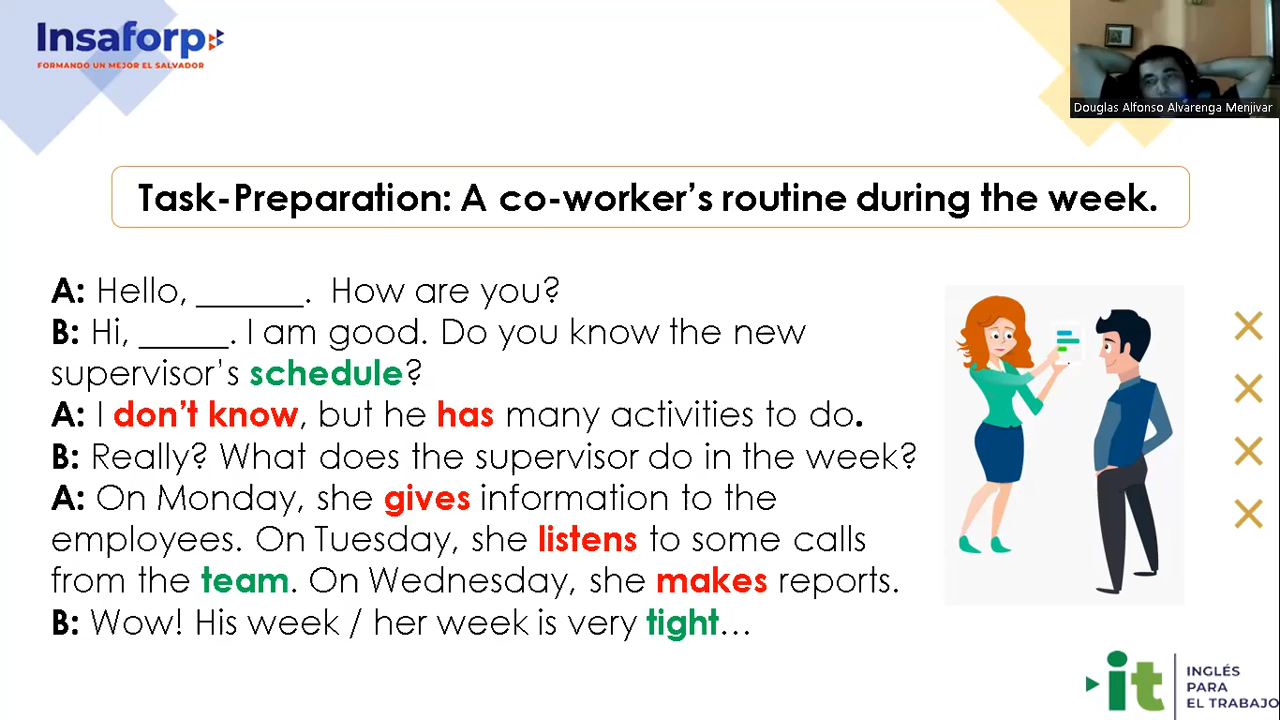 Insaforp
FORMANDO UN MEJOR EL SALVADOR
Douglas Alfonso Alvarenga Menjivar
Task-Preparation: A co-worker’s routine during the week.
A: Hello, ______.  How are you?
B: Hi, _____. I am good. Do you know the new
supervisor’s schedule?
A: I don’t know, but he has many activities to do.
B: Really? What does the supervisor do in the week?
A: On Monday, she gives information to the
employees. On Tuesday, she listens to some calls
from the team. On Wednesday, she makes reports.
B: Wow! His week / her week is very tight…
it
INGLÉS
PARA
EL TRABAJO